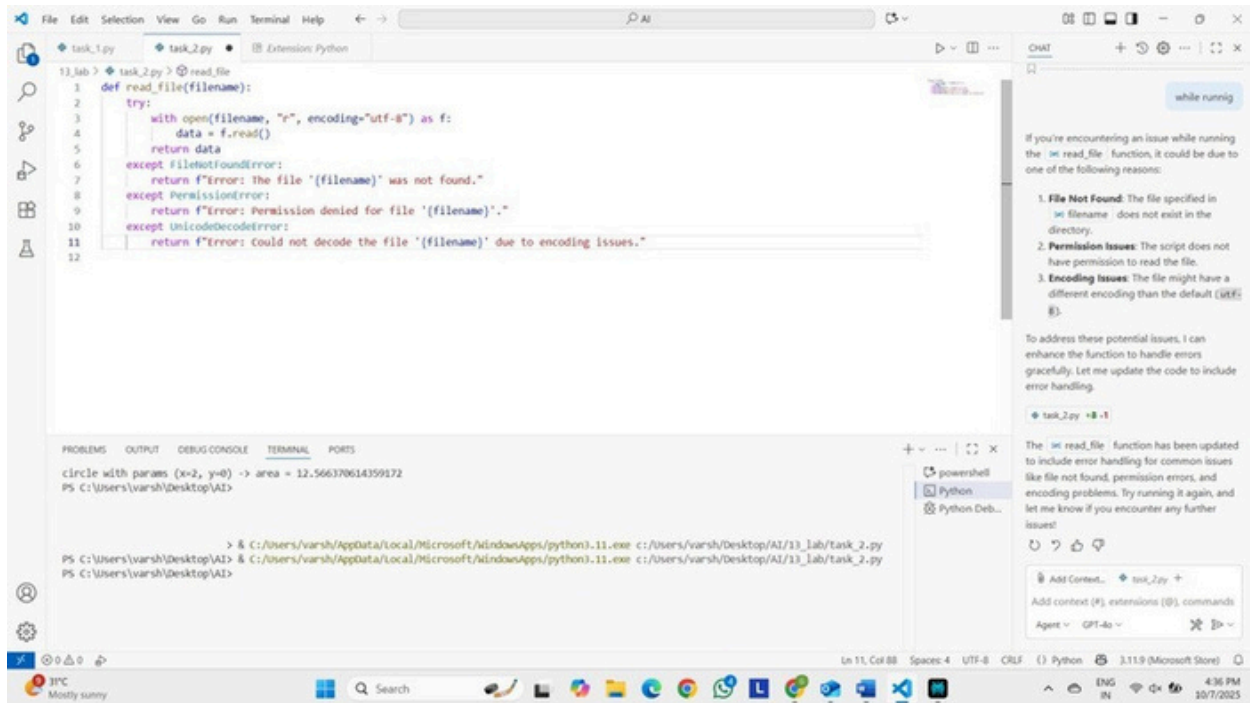 File Edit Selection View Go Run Terminal Help
AI
task_1.py
task_2.py
Extension: Python
13_lab > task_2.py > read_file
1 def read_file(filename):
2 try:
3 with open(filename, "r", encoding="utf-8") as f:
4 data = f.read()
5 return data
6 except FileNotFoundError:
7 return f"Error: The file '{filename}' was not found."
8 except PermissionError:
9 return f"Error: Permission denied for file '{filename}'."
10 except UnicodeDecodeError:
11 return f"Error: Could not decode the file '{filename}' due to encoding issues."
12
CHAT
while runnig
If you're encountering an issue while running
the read_file function, it could be due to
one of the following reasons:
1. File Not Found: The file specified in
filename does not exist in the
directory.
2. Permission Issues: The script does not
have permission to read the file.
3. Encoding Issues: The file might have a
different encoding than the default (utf-
8).
To address these potential issues, I can
enhance the function to handle errors
gracefully. Let me update the code to include
error handling.
task_2.py +8 -1
The read_file function has been updated
to include error handling for common issues
like file not found, permission errors, and
encoding problems. Try running it again, and
let me know if you encounter any further
issues!
Add Context... task_2.py +
Add context (#), extensions (@), commands
Agent GPT-4o
PROBLEMS OUTPUT DEBUG CONSOLE TERMINAL PORTS
circle with params (x=2, y=0) -> area = 12.566370614359172
PS C:\Users\varsh\Desktop\AI>
> & C:/Users/varsh/AppData/Local/Microsoft/WindowsApps/python3.11.exe c:/Users/varsh/Desktop/AI/13_lab/task_2.py
PS C:\Users\varsh\Desktop\AI> & C:/Users/varsh/AppData/Local/Microsoft/WindowsApps/python3.11.exe c:/Users/varsh/Desktop/AI/13_lab/task_2.py
PS C:\Users\varsh\Desktop\AI>
powershell
Python
Python Deb...
0 0 Ln 11, Col 88 Spaces: 4 UTF-8 CRLF {} Python 3.11.9 (Microsoft Store)
31°C
Mostly sunny
Search
ENG
IN
4:36 PM
10/7/2025